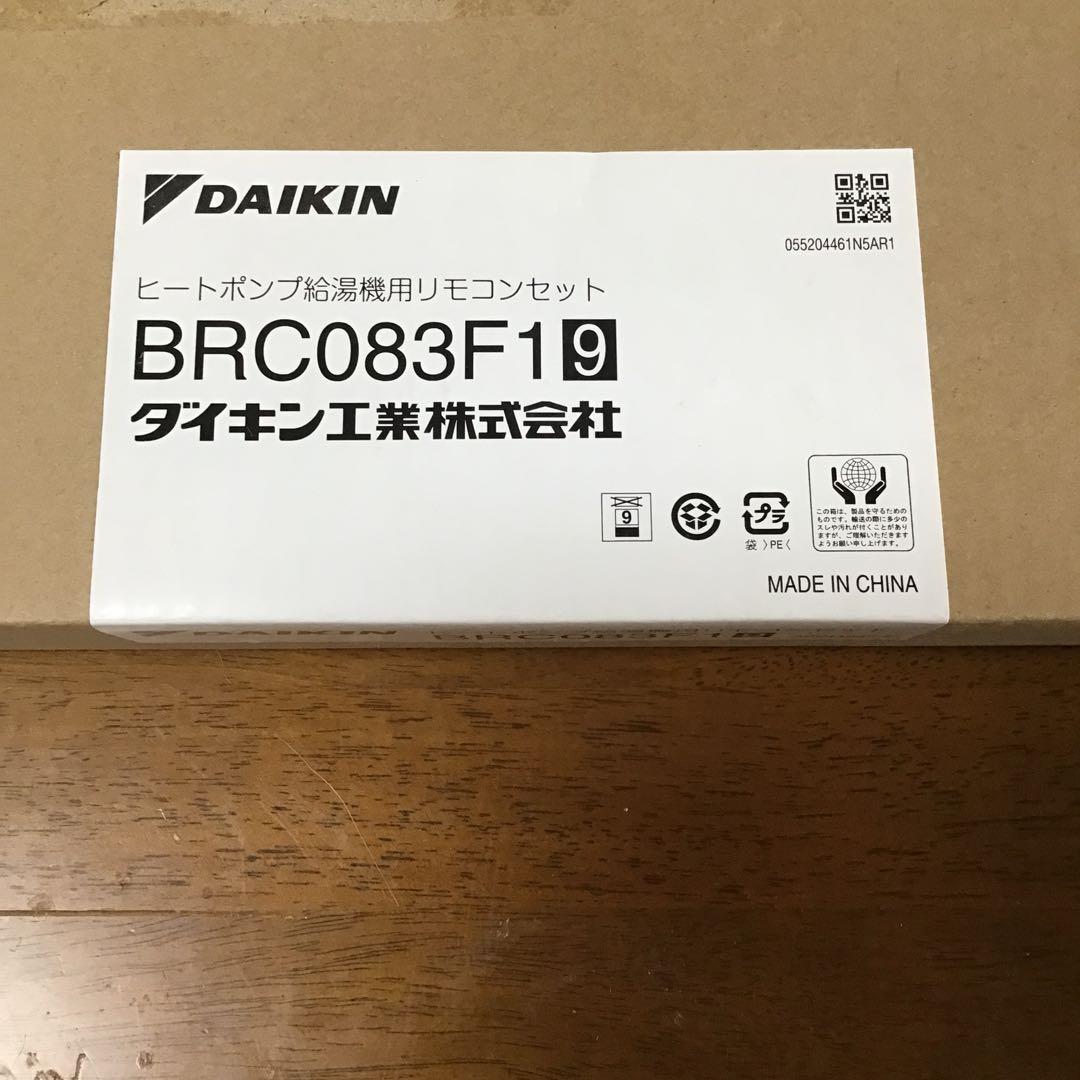 DAIKIN
055204461N5AR1
ヒートポンプ給湯機用リモコンセット
BRC083F1 9
ダイキン工業株式会社
9
プラ
袋 〉PE〈
この箱は、製品を守るための
ものです。輸送の際に多少の
スレや汚れが付くことがあり
ますが、ご理解いただきます
ようお願い申し上げます。
MADE IN CHINA
DAIKIN